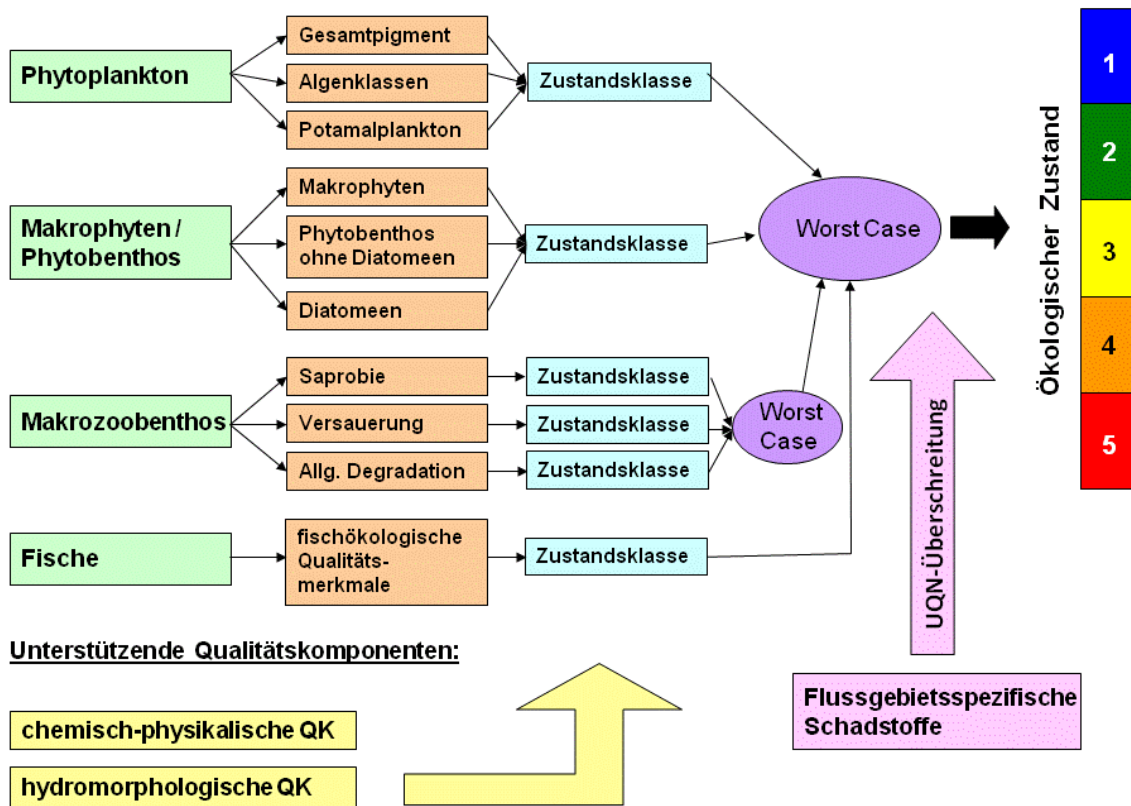 Phytoplankton
Gesamtpigment
Algenklassen
Potamalplankton
Zustandsklasse
Makrophyten /
Phytobenthos
Makrophyten
Phytobenthos
ohne Diatomeen
Diatomeen
Zustandsklasse
Makrozoobenthos
Saprobie
Versauerung
Allg. Degradation
Zustandsklasse
Zustandsklasse
Zustandsklasse
Worst
Case
Fische
fischökologische
Qualitäts-
merkmale
Zustandsklasse
Worst Case
Ökologischer Zustand
1
2
3
4
5
UQN-Überschreitung
Flussgebietsspezifische
Schadstoffe
Unterstützende Qualitätskomponenten:
chemisch-physikalische QK
hydromorphologische QK